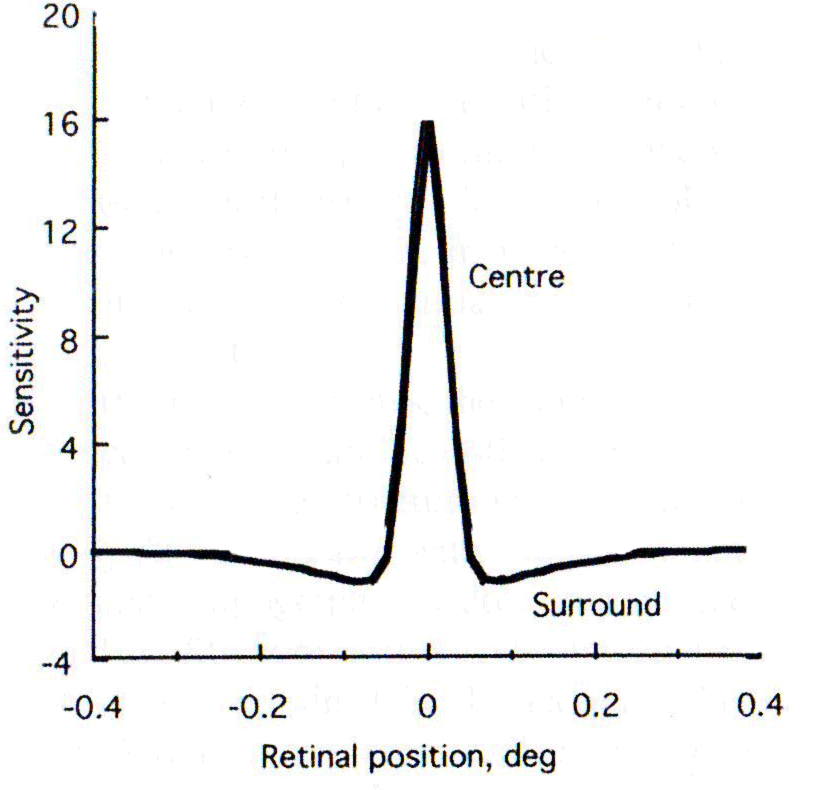 20
16
12
8
4
0
-4
Sensitivity
Centre
Surround
-0.4 -0.2 0 0.2 0.4
Retinal position, deg